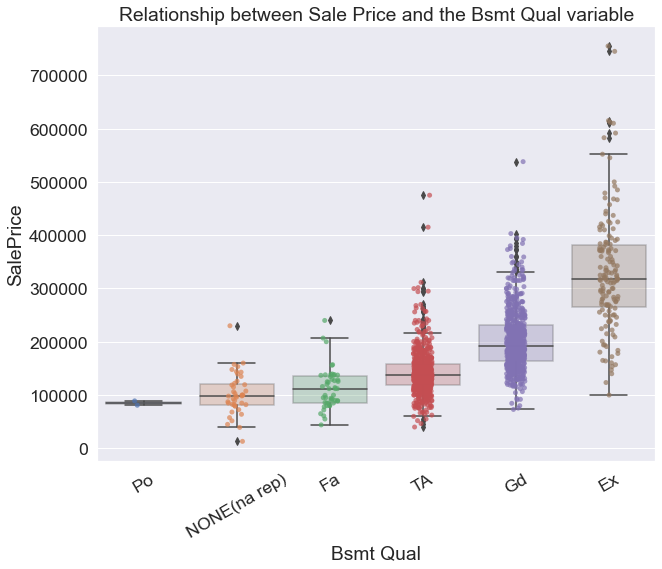 Relationship between Sale Price and the Bsmt Qual variable
SalePrice
700000
600000
500000
400000
300000
200000
100000
0
Po
NONE(na rep)
Fa
TA
Gd
Ex
Bsmt Qual